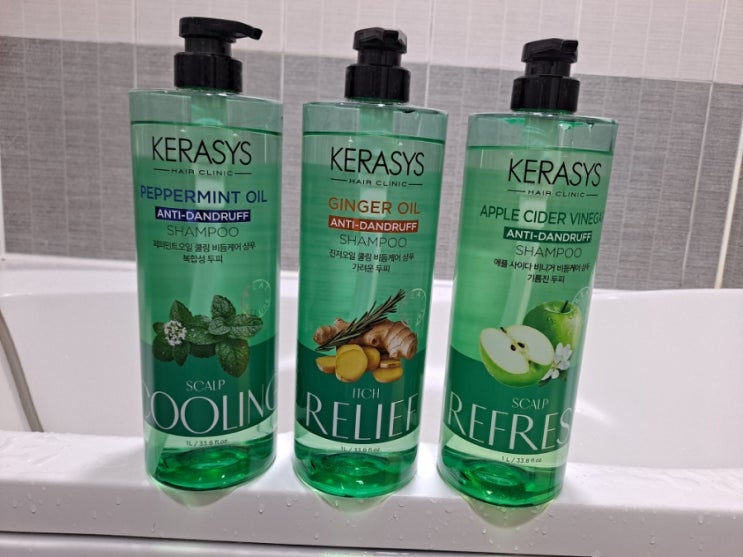 KERASYS
HAIR CLINIC
PEPPERMINT OIL
ANTI-DANDRUFF
SHAMPOO
페퍼민트오일 쿨링 비듬케어 샴푸
복합성 두피
SCALP
COOLING
1L / 33.8 fl.oz.
KERASYS
HAIR CLINIC
GINGER OIL
ANTI-DANDRUFF
SHAMPOO
진저오일 쿨링 비듬케어 샴푸
가려운 두피
ITCH
RELIEF
1L / 33.8 fl.oz.
KERASYS
HAIR CLINIC
APPLE CIDER VINEGA
ANTI-DANDRUFF
SHAMPOO
애플 사이다 비니거 비듬케어 샴푸
기름진 두피
SCALP
REFRES
1L / 33.8 fl.oz.